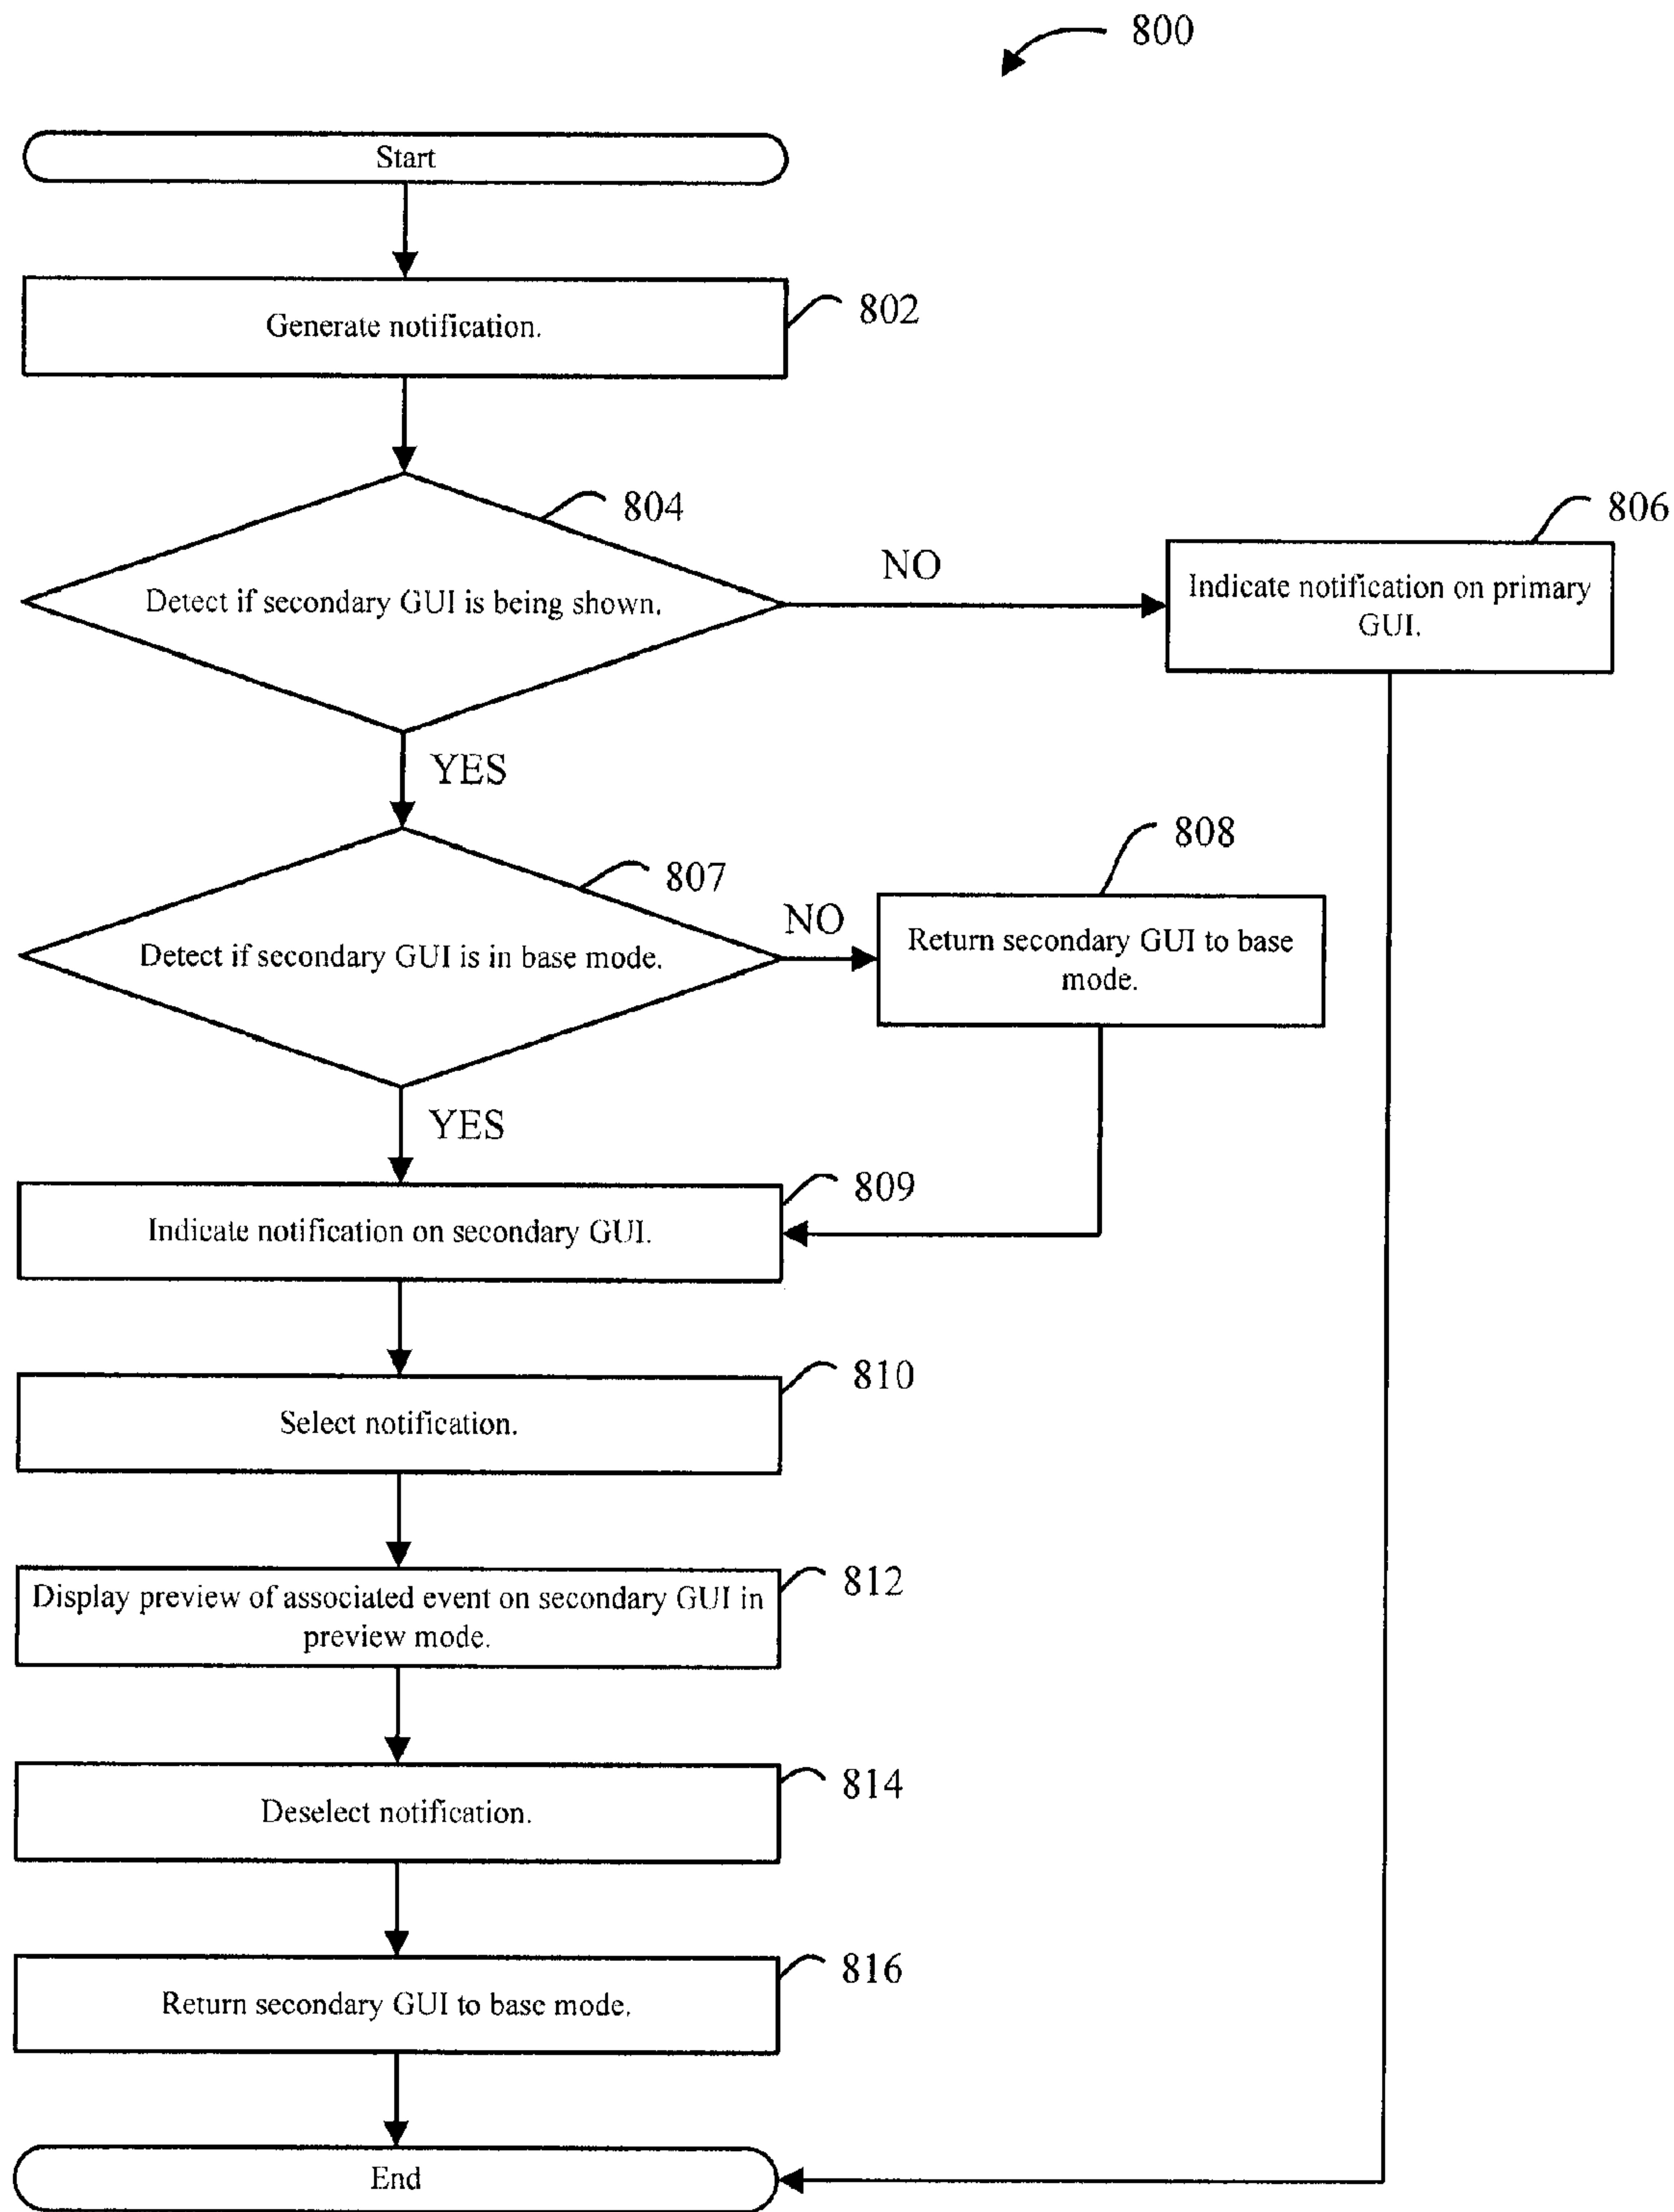 800
Start
Generate notification.
802
804
Detect if secondary GUI is being shown.
NO
806
Indicate notification on primary
GUI.
YES
807
Detect if secondary GUI is in base mode.
NO
808
Return secondary GUI to base
mode.
YES
809
Indicate notification on secondary GUI.
810
Select notification.
812
Display preview of associated event on secondary GUI in
preview mode.
814
Deselect notification.
816
Return secondary GUI to base mode.
End